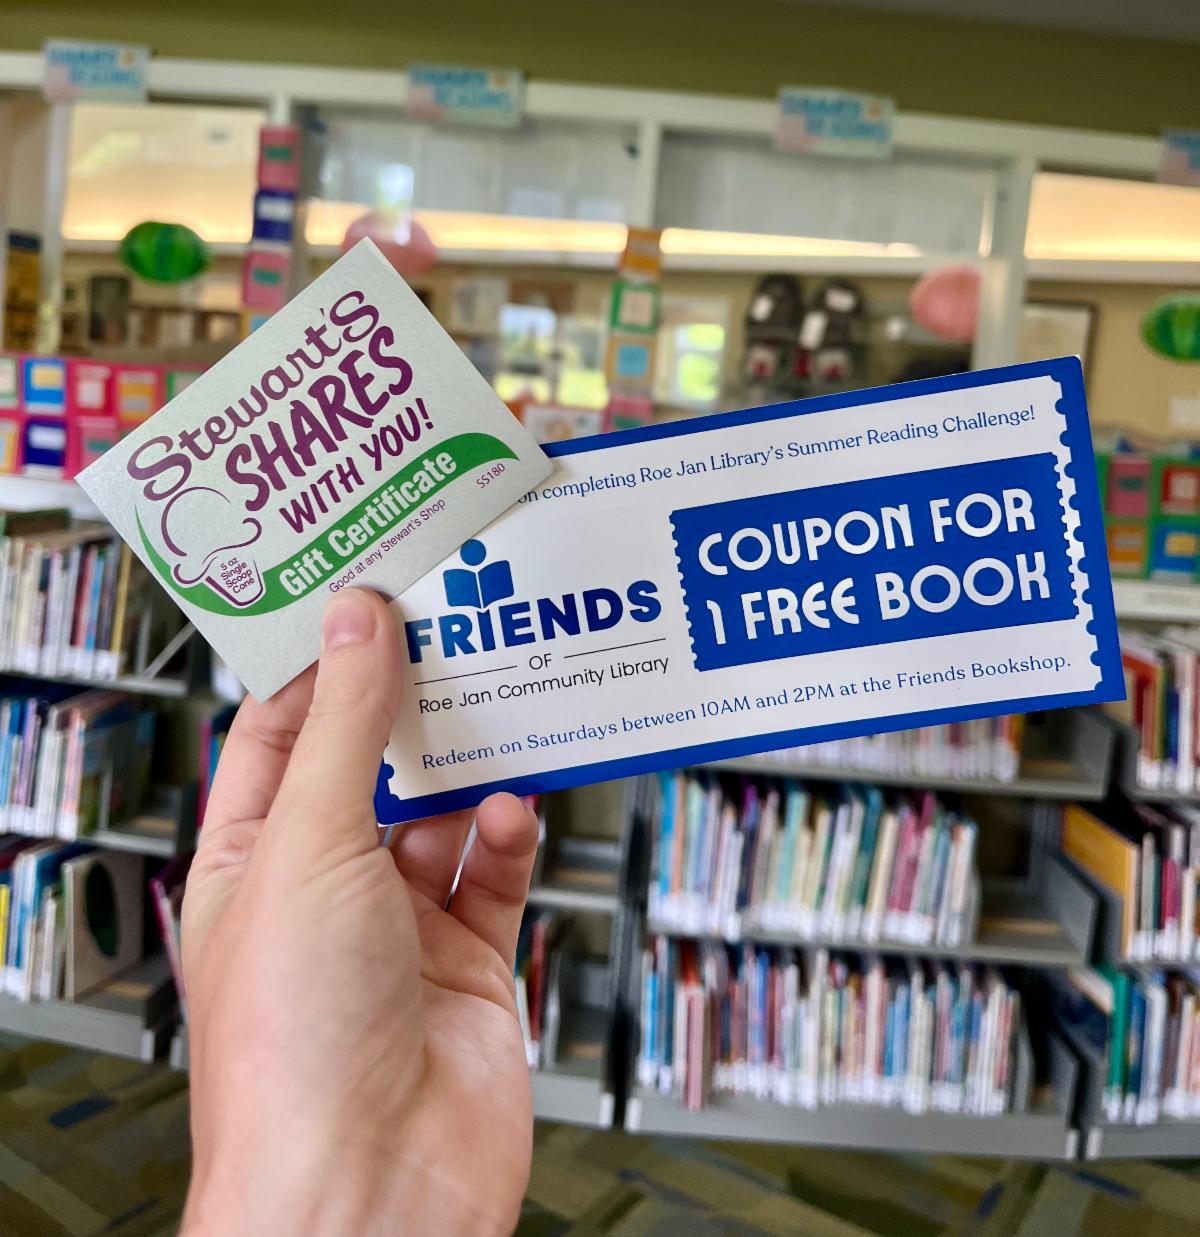 Stewart's
SHARES
WITH YOU!
Gift Certificate
SS180
Good at any Stewart's Shop
5 oz
Single
Scoop
Cone
on completing Roe Jan Library's Summer Reading Challenge!
COUPON FOR
1 FREE BOOK
FRIENDS
OF
Roe Jan Community Library
Redeem on Saturdays between 10AM and 2PM at the Friends Bookshop.